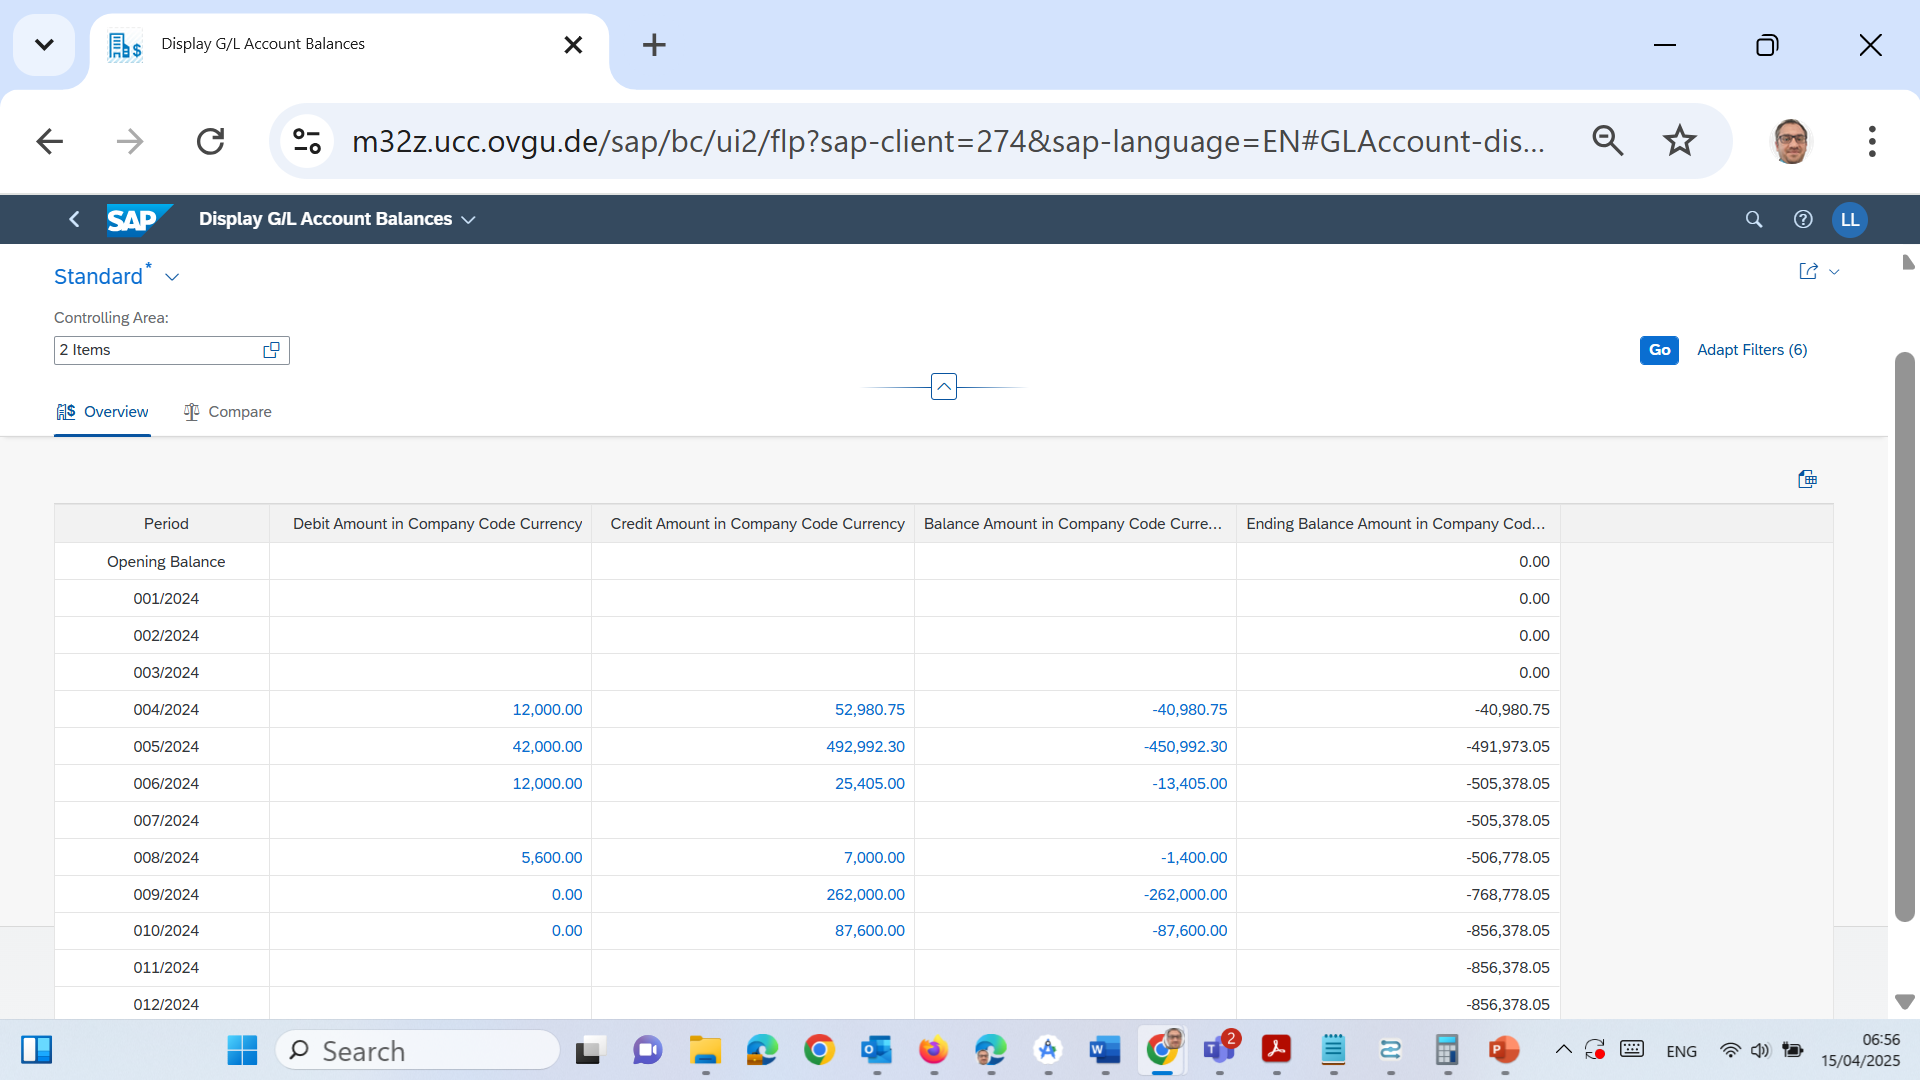 Display G/L Account Balances
m32z.ucc.ovgu.de/sap/bc/ui2/flp?sap-client=274&sap-language=EN#GLAccount-dis...
SAP Display G/L Account Balances LL
Standard*
Controlling Area:
2 Items Go Adapt Filters (6)
Overview Compare
Period Debit Amount in Company Code Currency Credit Amount in Company Code Currency Balance Amount in Company Code Curre... Ending Balance Amount in Company Cod...
Opening Balance 0.00
001/2024 0.00
002/2024 0.00
003/2024 0.00
004/2024 12,000.00 52,980.75 -40,980.75 -40,980.75
005/2024 42,000.00 492,992.30 -450,992.30 -491,973.05
006/2024 12,000.00 25,405.00 -13,405.00 -505,378.05
007/2024 -505,378.05
008/2024 5,600.00 7,000.00 -1,400.00 -506,778.05
009/2024 0.00 262,000.00 -262,000.00 -768,778.05
010/2024 0.00 87,600.00 -87,600.00 -856,378.05
011/2024 -856,378.05
012/2024 -856,378.05
Search 2 ENG 06:56
15/04/2025